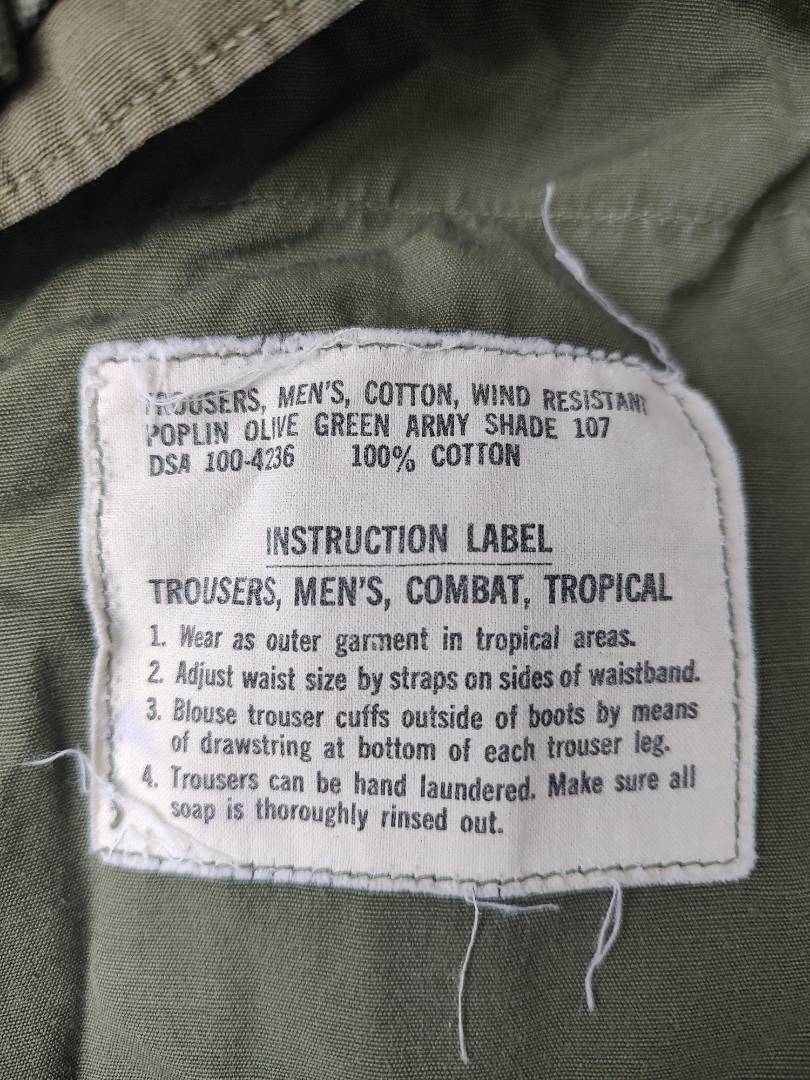 TROUSERS, MEN'S, COTTON, WIND RESISTANT
POPLIN OLIVE GREEN ARMY SHADE 107
DSA 100-4236 100% COTTON
INSTRUCTION LABEL
TROUSERS, MEN'S, COMBAT, TROPICAL
1. Wear as outer garment in tropical areas.
2. Adjust waist size by straps on sides of waistband.
3. Blouse trouser cuffs outside of boots by means
of drawstring at bottom of each trouser leg.
4. Trousers can be hand laundered. Make sure all
soap is thoroughly rinsed out.